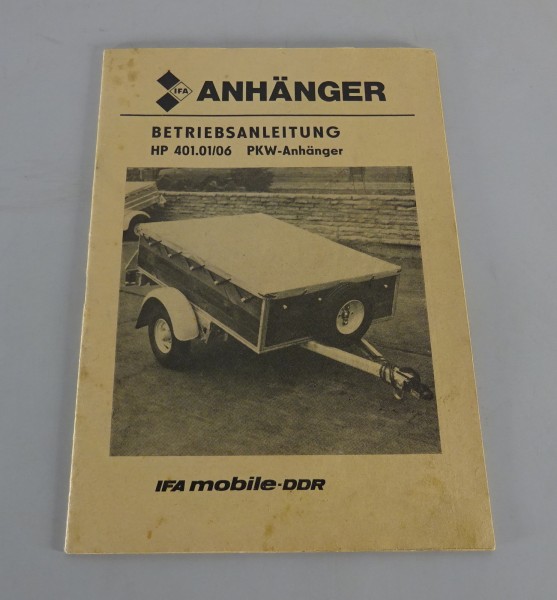 IFA ANHÄNGER
BETRIEBSANLEITUNG
HP 401.01/06 PKW-Anhänger
IFA mobile-DDR